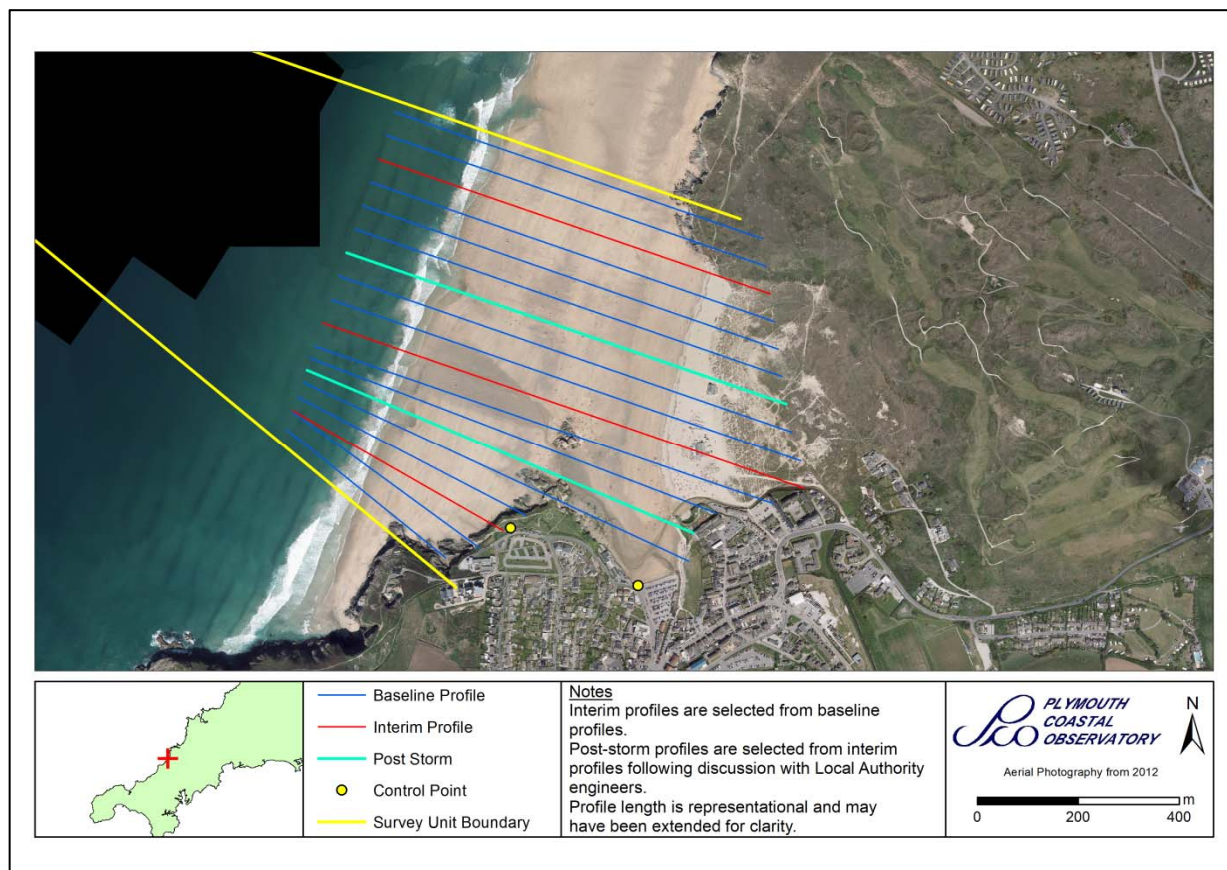 Baseline Profile
Interim Profile
Post Storm
Control Point
Survey Unit Boundary
Notes
Interim profiles are selected from baseline
profiles.
Post-storm profiles are selected from interim
profiles following discussion with Local Authority
engineers.
Profile length is representational and may
have been extended for clarity.
PLYMOUTH
COASTAL
OBSERVATORY
N
Aerial Photography from 2012
m
0 200 400